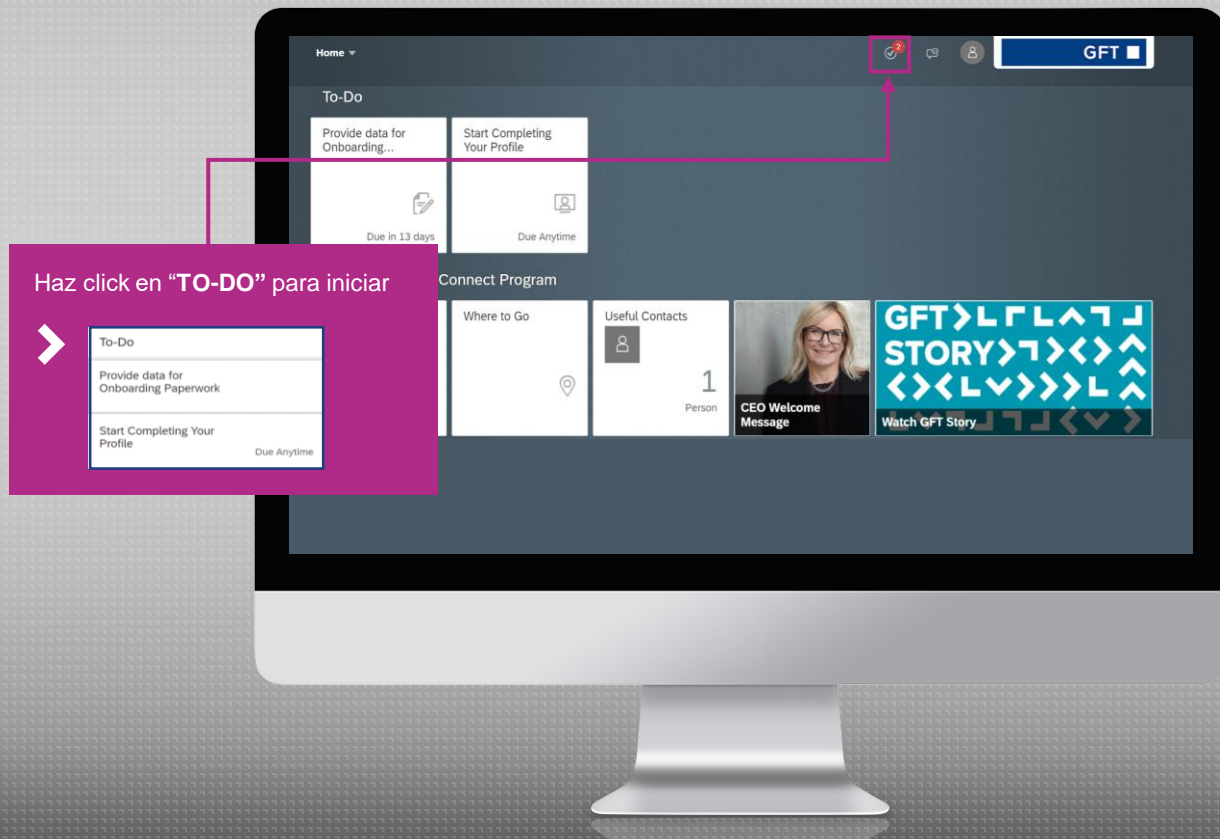 Home
2
GFT
To-Do
Provide data for
Onboarding...
Due in 13 days
Start Completing
Your Profile
Due Anytime
Haz click en “TO-DO” para iniciar
To-Do
Provide data for
Onboarding Paperwork
Start Completing Your
Profile
Due Anytime
Connect Program
Where to Go
Useful Contacts
1
Person
CEO Welcome
Message
GFT
STORY
Watch GFT Story